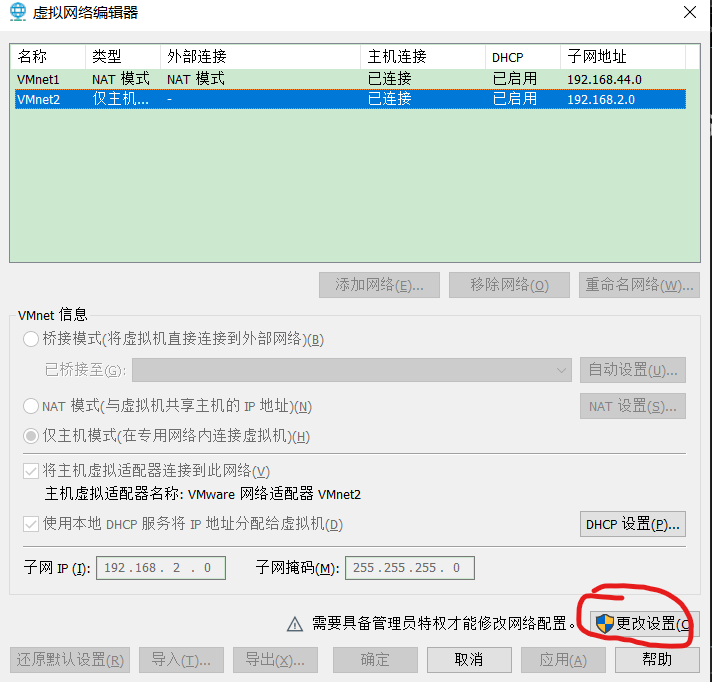 虚拟网络编辑器
名称 类型 外部连接 主机连接 DHCP 子网地址
VMnet1 NAT 模式 NAT 模式 已连接 已启用 192.168.44.0
VMnet2 仅主机... - 已连接 已启用 192.168.2.0
添加网络(E)... 移除网络(O) 重命名网络(W)...
VMnet 信息
桥接模式(将虚拟机直接连接到外部网络)(B)
已桥接至(G): 自动设置(U)...
NAT 模式(与虚拟机共享主机的 IP 地址)(N) NAT 设置(S)...
仅主机模式(在专用网络内连接虚拟机)(H)
将主机虚拟适配器连接到此网络(V)
主机虚拟适配器名称: VMware 网络适配器 VMnet2
使用本地 DHCP 服务将 IP 地址分配给虚拟机(D) DHCP 设置(P)...
子网 IP (I): 192 . 168 . 2 . 0 子网掩码(M): 255 . 255 . 255 . 0
需要具备管理员特权才能修改网络配置。 更改设置(C
还原默认设置(R) 导入(T)... 导出(X)... 确定 取消 应用(A) 帮助